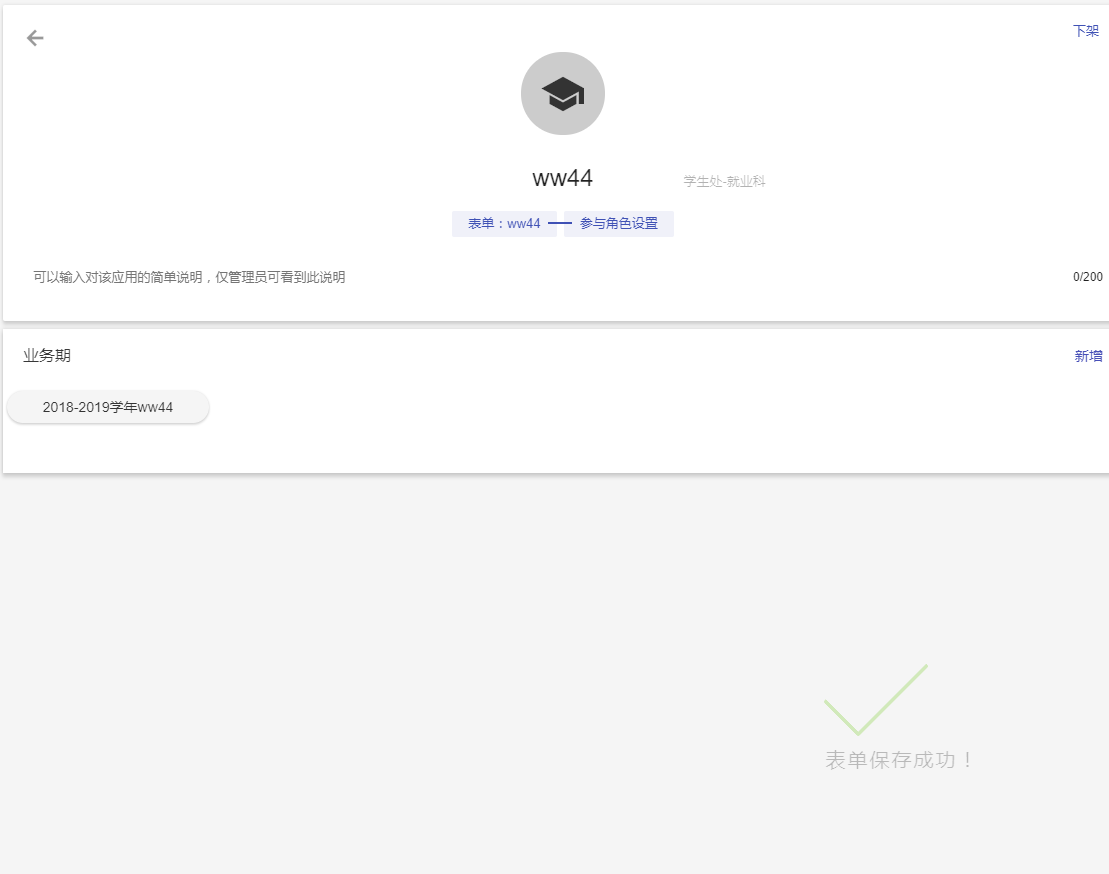 下架
ww44
学生处-就业科
表单：ww44
参与角色设置
可以输入对该应用的简单说明，仅管理员可看到此说明
0/200
业务期
新增
2018-2019学年ww44
表单保存成功！